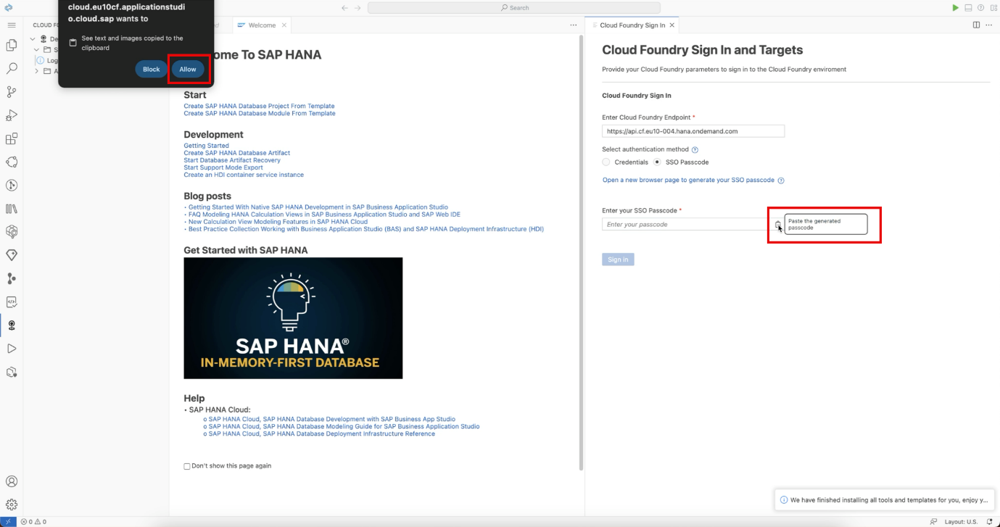 cloud.eu10cf.applicationstudi
o.cloud.sap wants to
See text and images copied to the
clipboard
Block
Allow
Search
CLOUD
Welcome
Cloud Foundry Sign In
ome To SAP HANA
Start
Create SAP HANA Database Project From Template
Create SAP HANA Database Module From Template
Development
Getting Started
Create SAP HANA Database Artifact
Start Database Artifact Recovery
Start Support Mode Export
Create an HDI container service instance
Blog posts
• Getting Started With Native SAP HANA Development in SAP Business Application Studio
• FAQ Modeling HANA Calculation Views in SAP Business Application Studio and SAP Web IDE
• New Calculation View Modeling Features in SAP HANA Cloud
• Best Practice Collection Working with Business Application Studio (BAS) and SAP HANA Deployment Infrastructure (HDI)
Get Started with SAP HANA
SAP HANA®
IN-MEMORY-FIRST DATABASE
Help
• SAP HANA Cloud:
o SAP HANA Cloud, SAP HANA Database Development with SAP Business App Studio
o SAP HANA Cloud, SAP HANA Database Modeling Guide for SAP Business Application Studio
o SAP HANA Cloud, SAP HANA Database Deployment Infrastructure Reference
Don't show this page again
Cloud Foundry Sign In and Targets
Provide your Cloud Foundry parameters to sign in to the Cloud Foundry enviroment
Cloud Foundry Sign In
Enter Cloud Foundry Endpoint *
https://api.cf.eu10-004.hana.ondemand.com
Select authentication method
Credentials
SSO Passcode
Open a new browser page to generate your SSO passcode
Enter your SSO Passcode *
Enter your passcode
Paste the generated
passcode
Sign in
We have finished installing all tools and templates for you, enjoy y...
0 0
Layout: U.S.